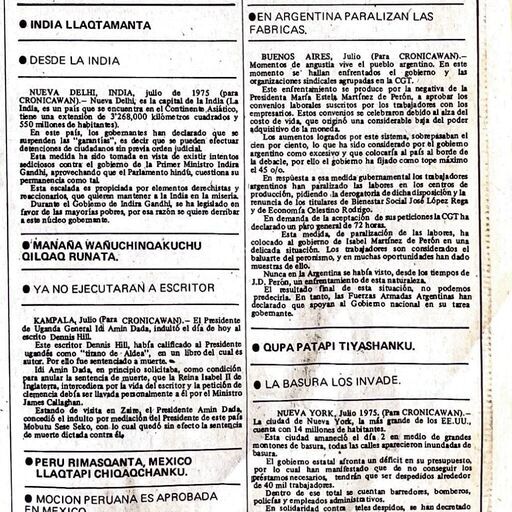 INDIA LLAQTAMANTA
DESDE LA INDIA
NUEVA DELHI, INDIA, julio de 1975 (para
CRONICAWAN).— Nueva Delhi, es la capital de la India (La
India, es un país que se encuentra en el Continente Asiático,
tiene una extensión de 3'268,000 kilómetros cuadrados y
550 millones de habitantes).
En este país, los gobernantes han declarado que se
suspenden las "garantías", es decir que se pueden efectuar
detenciones de ciudadanos sin previa orden judicial.
Esta medida ha sido tomada en vista de existir intentos
sediciosos contra el gobierno de la Primer Ministro Indira
Gandhi, aprovechando que el Parlamento hindú, cuestiona su
permanencia como tal.
Esta escalada es propiciada por elementos derechistas y
reaccionarios, que quieren mantener a la India en la miseria.
Durante el Gobierno de Indira Gandhi, se ha legislado en
favor de las mayorías pobres, por esa razón se quiere derribar
a este núcleo gobernante.
MANAÑA WAÑUCHINQAKUCHU
QILQAQ RUNATA.
YA NO EJECUTARAN A ESCRITOR
KAMPALA, Julio (Para CRONICAWAN).— El Presidente
de Uganda General Idi Amin Dada, indultó el día de hoy al
escritor Dennis Hill.
Este escritor Dennis Hill, había calificado al Presidente
ugandés como "tirano de Aldea", en un libro del cual es
autor. Por ello fue sentenciado a muerte.
Idi Amin Dada, en principio solicitaba, como condición
para anular la sentencia de muerte, que la Reina Isabel II de
Inglaterra, intercediera por la vida del escritor y la petición de
clemencia debía ser llevada personalmente a él por el Ministro
James Callaghan.
Estando de visita en Zaire, el Presidente Amin Dada,
concedió el indulto por mediación del Presidente de este país
Mobutu Sese Seko, con lo cual quedó sin efecto la sentencia
de muerte dictada contra él.
PERU RIMASQANTA, MEXICO
LLAQTAPI CHIQAQCHANKU.
MOCION PERUANA ES APROBADA
EN MEXICO
EN ARGENTINA PARALIZAN LAS
FABRICAS.
BUENOS AIRES, Julio (Para CRONICAWAN).—
Momentos de angustia vive el pueblo argentino. En este
momento se hallan enfrentados el gobierno y las
organizaciones sindicales agrupadas en la CGT.
Este enfrentamiento se produce por la negativa de la
Presidenta María Estela Martínez de Perón, a aprobar los
convenios laborales suscritos por los trabajadores con los
empresarios. Estos convenios se celebraron debido al alza del
costo de vida, que originó una considerable baja del poder
adquisitivo de la moneda.
Los aumentos logrados por este sistema, sobrepasaban el
cien por ciento, lo que ha sido considerado por el gobierno
argentino como excesivo y que colocaría al país al borde de
la debacle, por ello el gobierno ha fijado como tope máximo
el 45 o/o.
En respuesta a esa medida gubernamental los trabajadores
argentinos han paralizado las labores en los centros de
producción, pidiendo la derogatoria de dicha disposición y la
renuncia de los titulares de Bienestar Social José López Rega
y de Economía Celestino Rodrigo.
En demanda de la aceptación de sus peticiones la CGT ha
declarado un paro general de 72 horas.
Esta medida, de paralización de las labores, ha
colocado al gobierno de Isabel Martínez de Perón en una
delicada situación. Los trabajadores son considerados el
baluarte del peronismo, y en muchas oportunidades han dado
muestras de ello.
Nunca en la Argentina se había visto, desde los tiempos de
J.D. Perón, un enfrentamiento de esta naturaleza.
El resultado final de esta situación, no podemos
predecirla. En tanto, las Fuerzas Armadas Argentinas han
declarado que apoyan al Gobierno nacional en su tarea
gobernante.
QUPA PATAPI TIYASHANKU.
LA BASURA LOS INVADE.
NUEVA YORK, Julio 1975. (Para CRONICAWAN).—
La ciudad de Nueva York, la más grande de los EE.UU.,
cuenta con 14 millones de habitantes.
Esta ciudad amaneció el día 2 en medio de grandes
montones de basura, todas las calles aparecieron inundadas de
basura.
El gobierno estatal afronta un déficit en su presupuesto,
por lo cual han manifestado que de no conseguir los
préstamos necesarios, tendrán que ser despedidos alrededor
de 40 mil trabajadores.
Dentro de ese total se cuentan barredores, bomberos,
policías y empleados administrativos.
En solidaridad con teles despidos, se han decretado